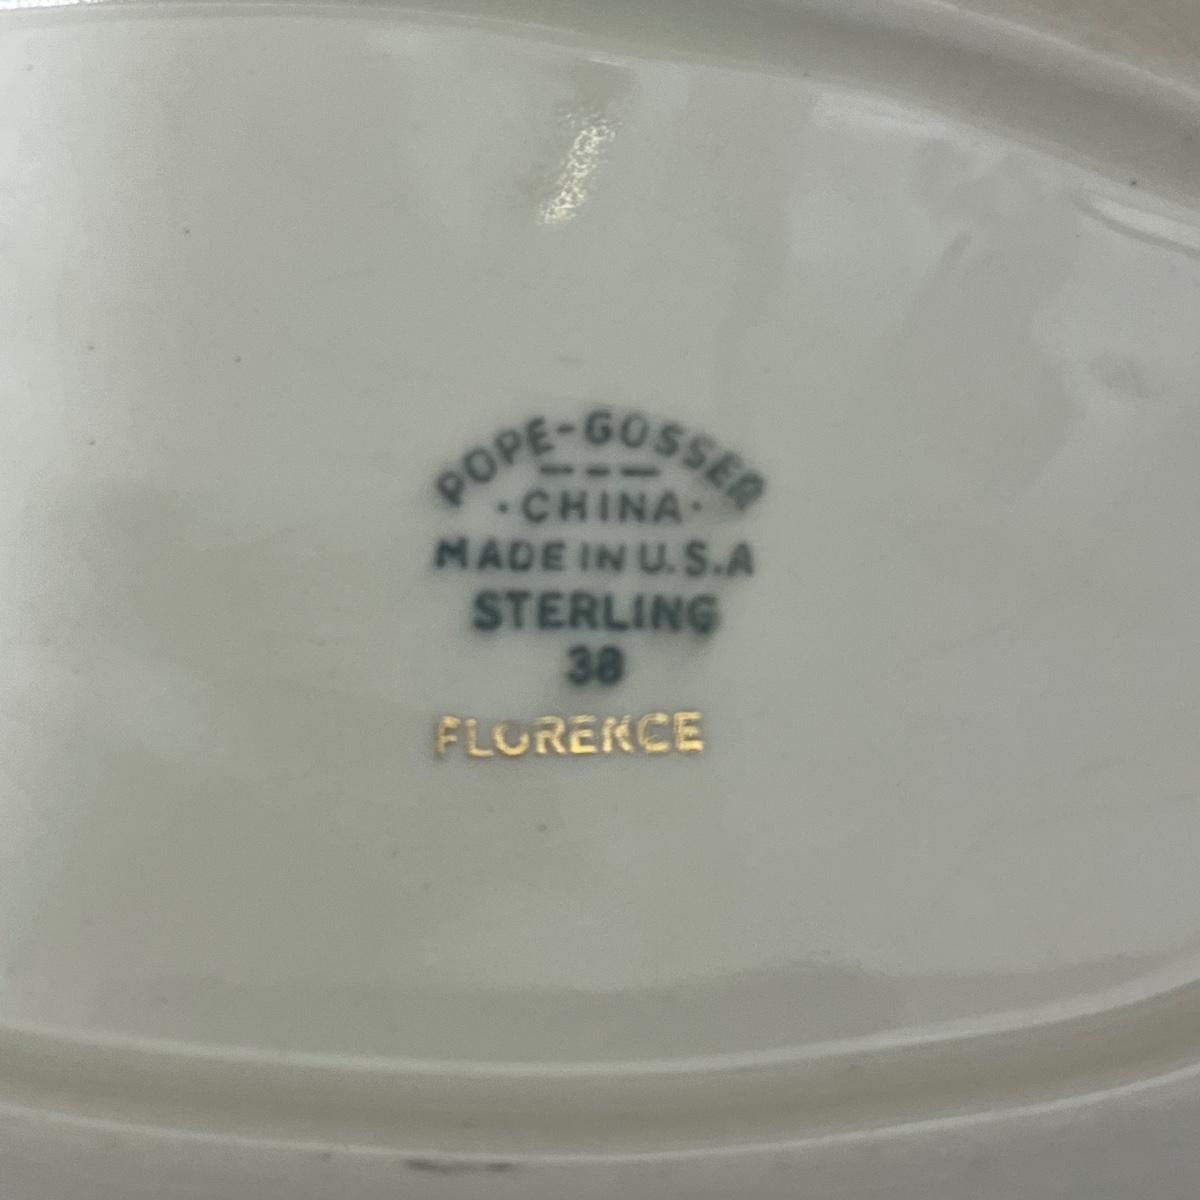 POPE-GOSSER
- - -
·CHINA·
MADE IN U.S.A
STERLING
38
FLORENCE